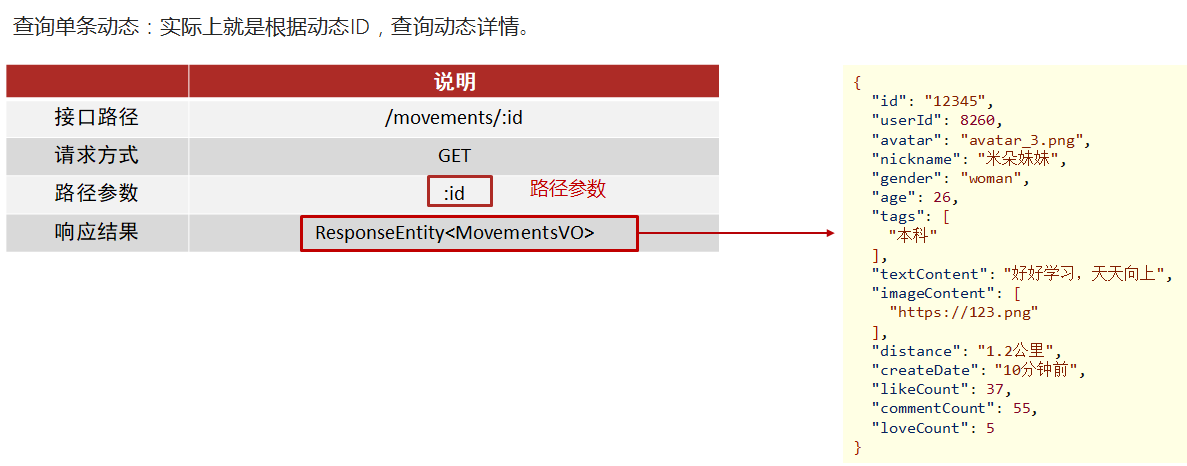 查询单条动态：实际上就是根据动态ID，查询动态详情。
说明
接口路径 /movements/:id
请求方式 GET
路径参数 :id 路径参数
响应结果 ResponseEntity<MovementsVO>
{
"id": "12345",
"userId": 8260,
"avatar": "avatar_3.png",
"nickname": "米朵妹妹",
"gender": "woman",
"age": 26,
"tags": [
"本科"
],
"textContent": "好好学习，天天向上",
"imageContent": [
"https://123.png"
],
"distance": "1.2公里",
"createDate": "10分钟前",
"likeCount": 37,
"commentCount": 55,
"loveCount": 5
}